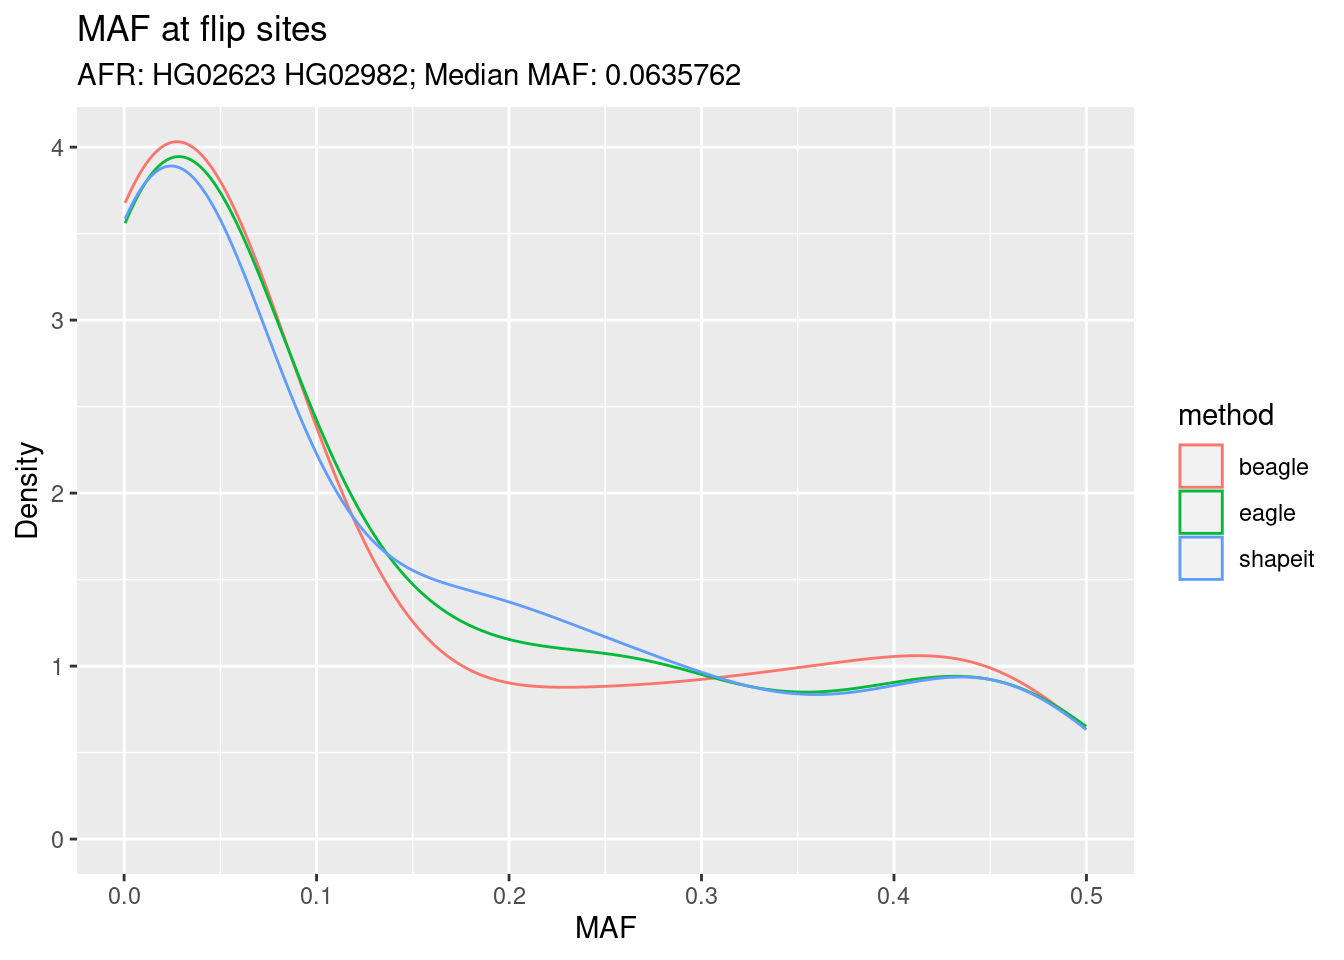 MAF at flip sites
AFR: HG02623 HG02982; Median MAF: 0.0635762
4
3
2
1
0
Density
0.0 0.1 0.2 0.3 0.4 0.5
MAF
method
beagle
eagle
shapeit